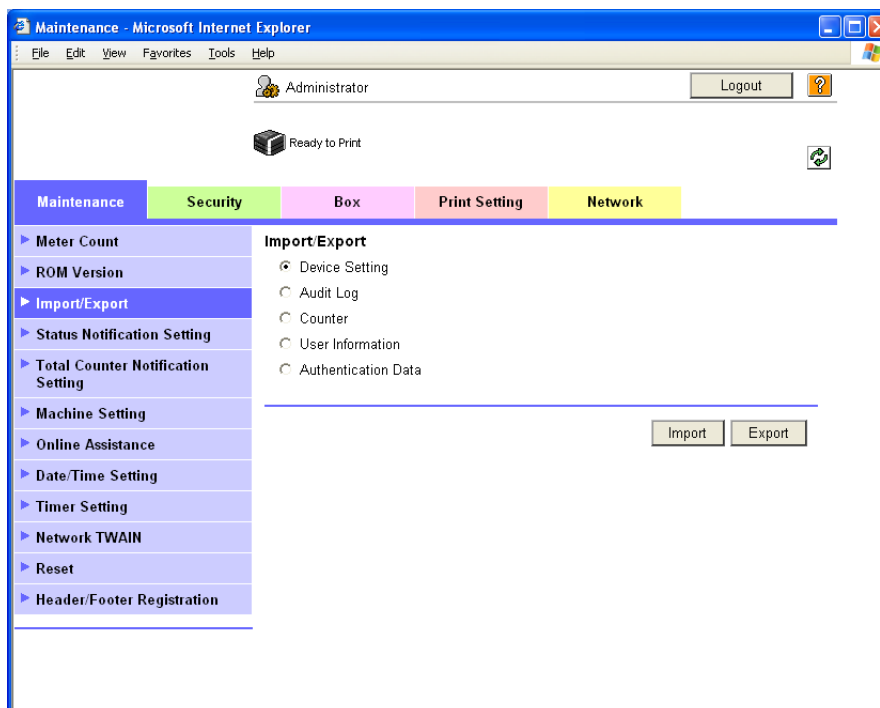 Maintenance - Microsoft Internet Explorer
File Edit View Favorites Tools Help
Administrator
Logout
?
Ready to Print
Maintenance Security Box Print Setting Network
Meter Count
ROM Version
Import/Export
Status Notification Setting
Total Counter Notification
Setting
Machine Setting
Online Assistance
Date/Time Setting
Timer Setting
Network TWAIN
Reset
Header/Footer Registration
Import/Export
Device Setting
Audit Log
Counter
User Information
Authentication Data
Import Export